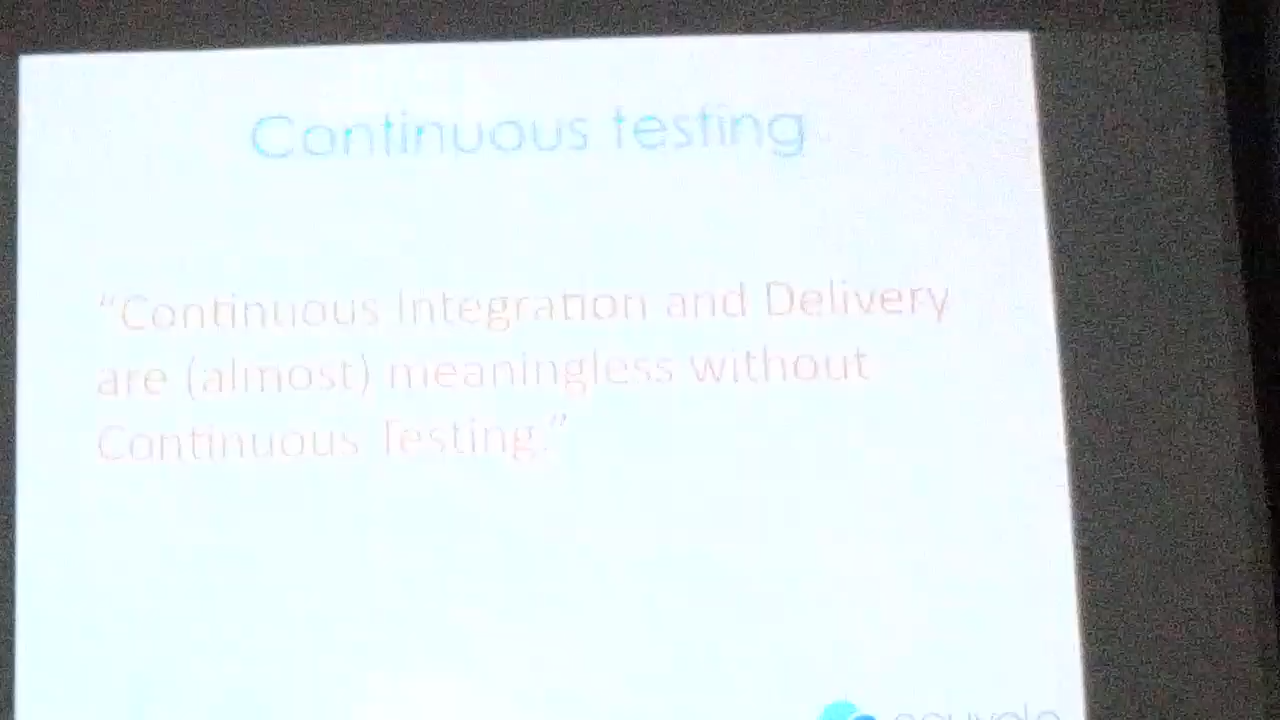 Continuous testing
“Continuous Integration and Delivery
are (almost) meaningless without
Continuous Testing.”